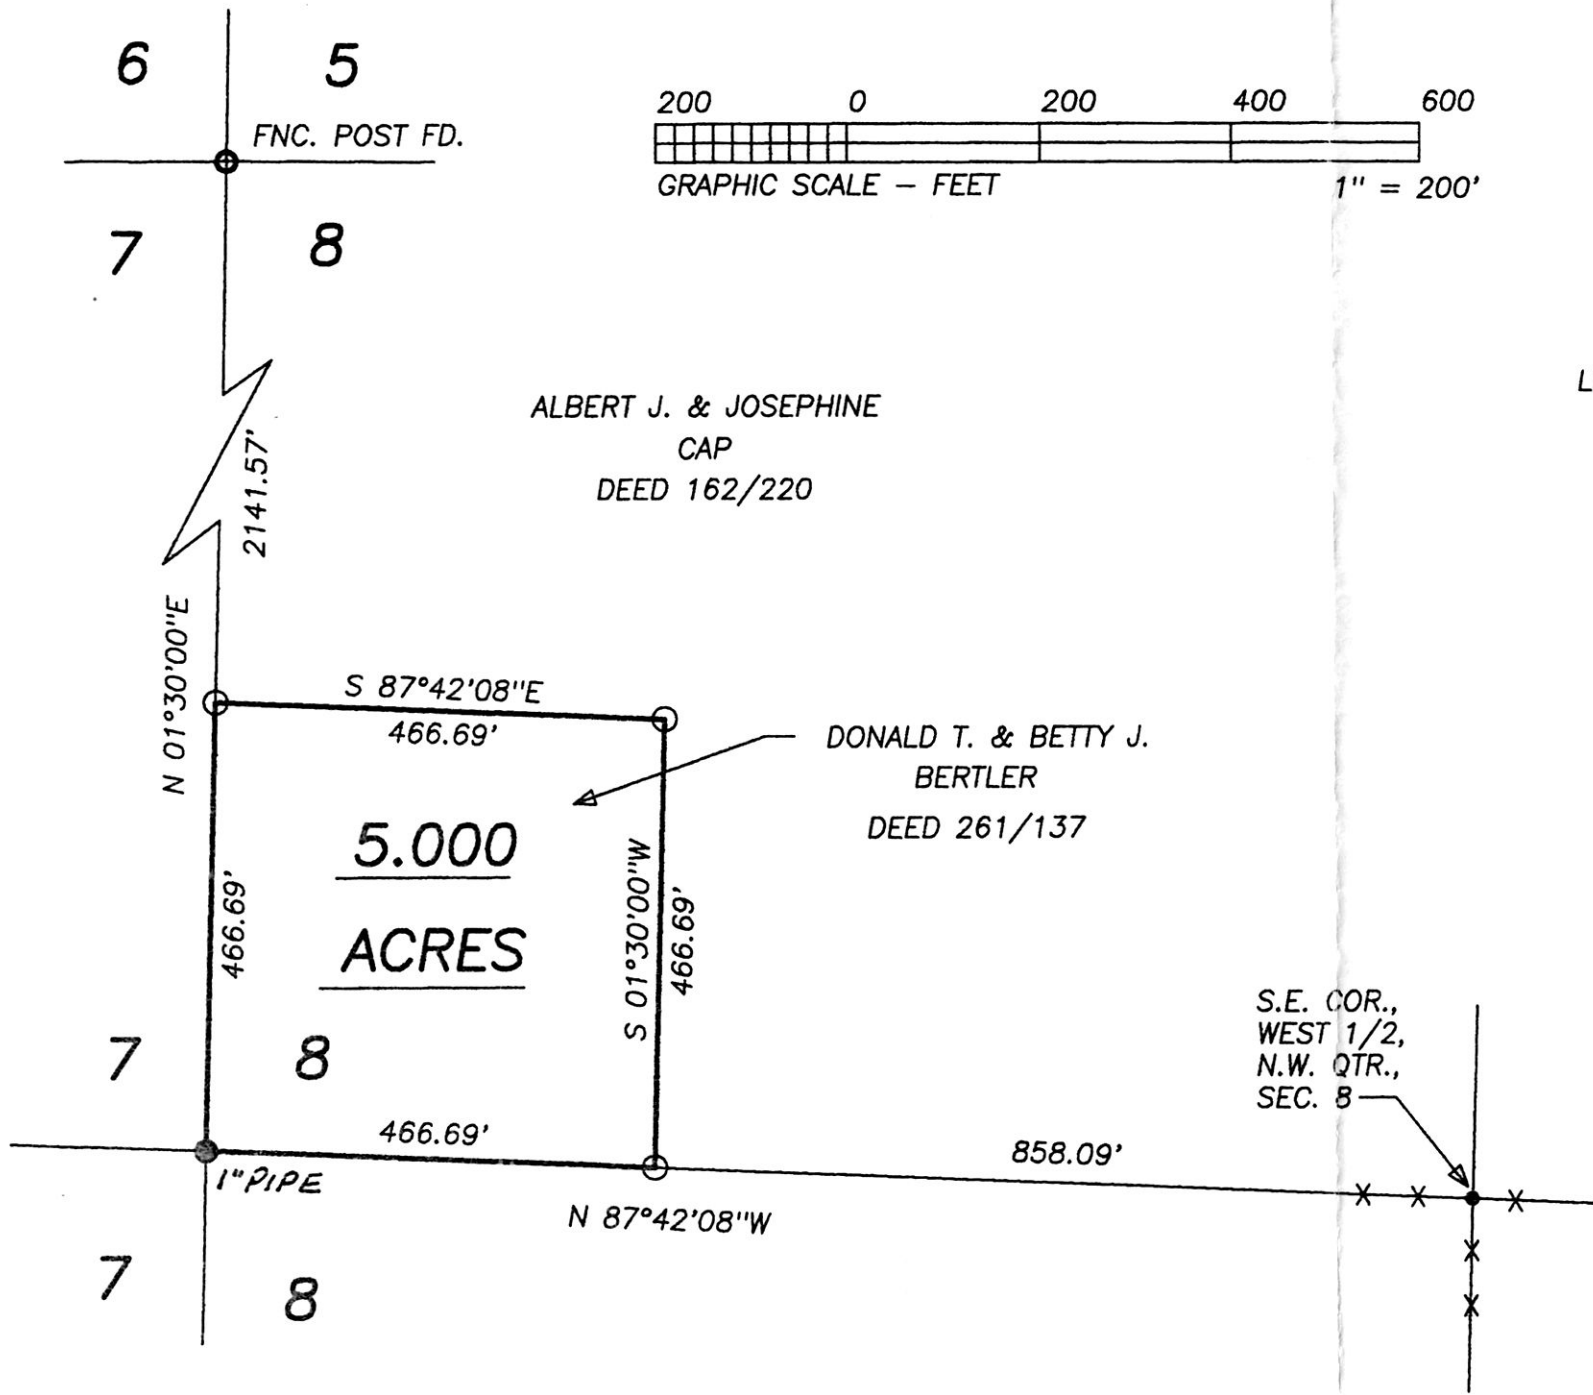 6 5
FNC. POST FD.
7 8
200 0 200 400 600
GRAPHIC SCALE – FEET 1" = 200'
L
ALBERT J. & JOSEPHINE
CAP
DEED 162/220
2141.57'
N 01°30'00"E
S 87°42'08"E
466.69'
DONALD T. & BETTY J.
BERTLER
DEED 261/137
5.000
ACRES
466.69'
S 01°30'00"W
466.69'
7 8
S.E. COR.,
WEST 1/2,
N.W. QTR.,
SEC. 8
466.69'
858.09'
1" PIPE
N 87°42'08"W
7 8